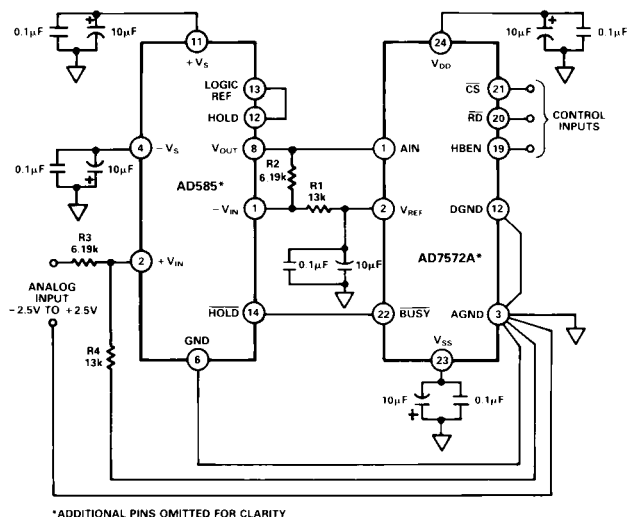 0.1µF
10µF
+
11
+VS
LOGIC REF
13
HOLD
12
VOUT
8
4
-VS
0.1µF
10µF
+
AD585*
R2
6.19k
-VIN
1
R1
13k
R3
6.19k
2
+VIN
ANALOG
INPUT
-2.5V TO +2.5V
R4
13k
HOLD
14
GND
6
24
VDD
+
10µF
0.1µF
21
CS
20
RD
19
HBEN
CONTROL
INPUTS
1
AIN
2
VREF
0.1µF
10µF
+
DGND
12
AD7572A*
22
BUSY
AGND
3
VSS
23
10µF
+
0.1µF
*ADDITIONAL PINS OMITTED FOR CLARITY